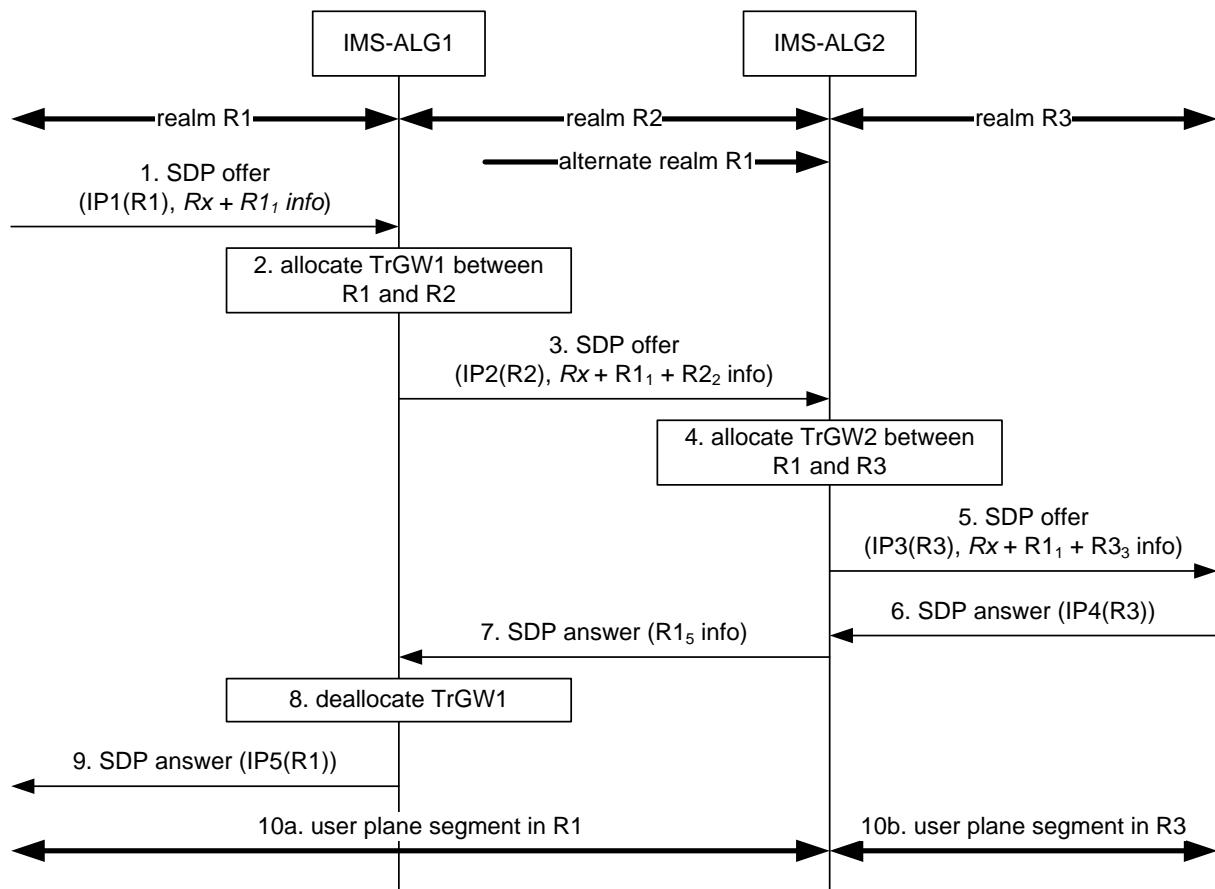 IMS-ALG1
IMS-ALG2
realm R1
realm R2
realm R3
alternate realm R1
1. SDP offer
(IP1(R1), Rx + R1₁ info)
2. allocate TrGW1 between
R1 and R2
3. SDP offer
(IP2(R2), Rx + R1₁ + R2₂ info)
4. allocate TrGW2 between
R1 and R3
5. SDP offer
(IP3(R3), Rx + R1₁ + R3₃ info)
6. SDP answer (IP4(R3))
7. SDP answer (R1₅ info)
8. deallocate TrGW1
9. SDP answer (IP5(R1))
10a. user plane segment in R1
10b. user plane segment in R3